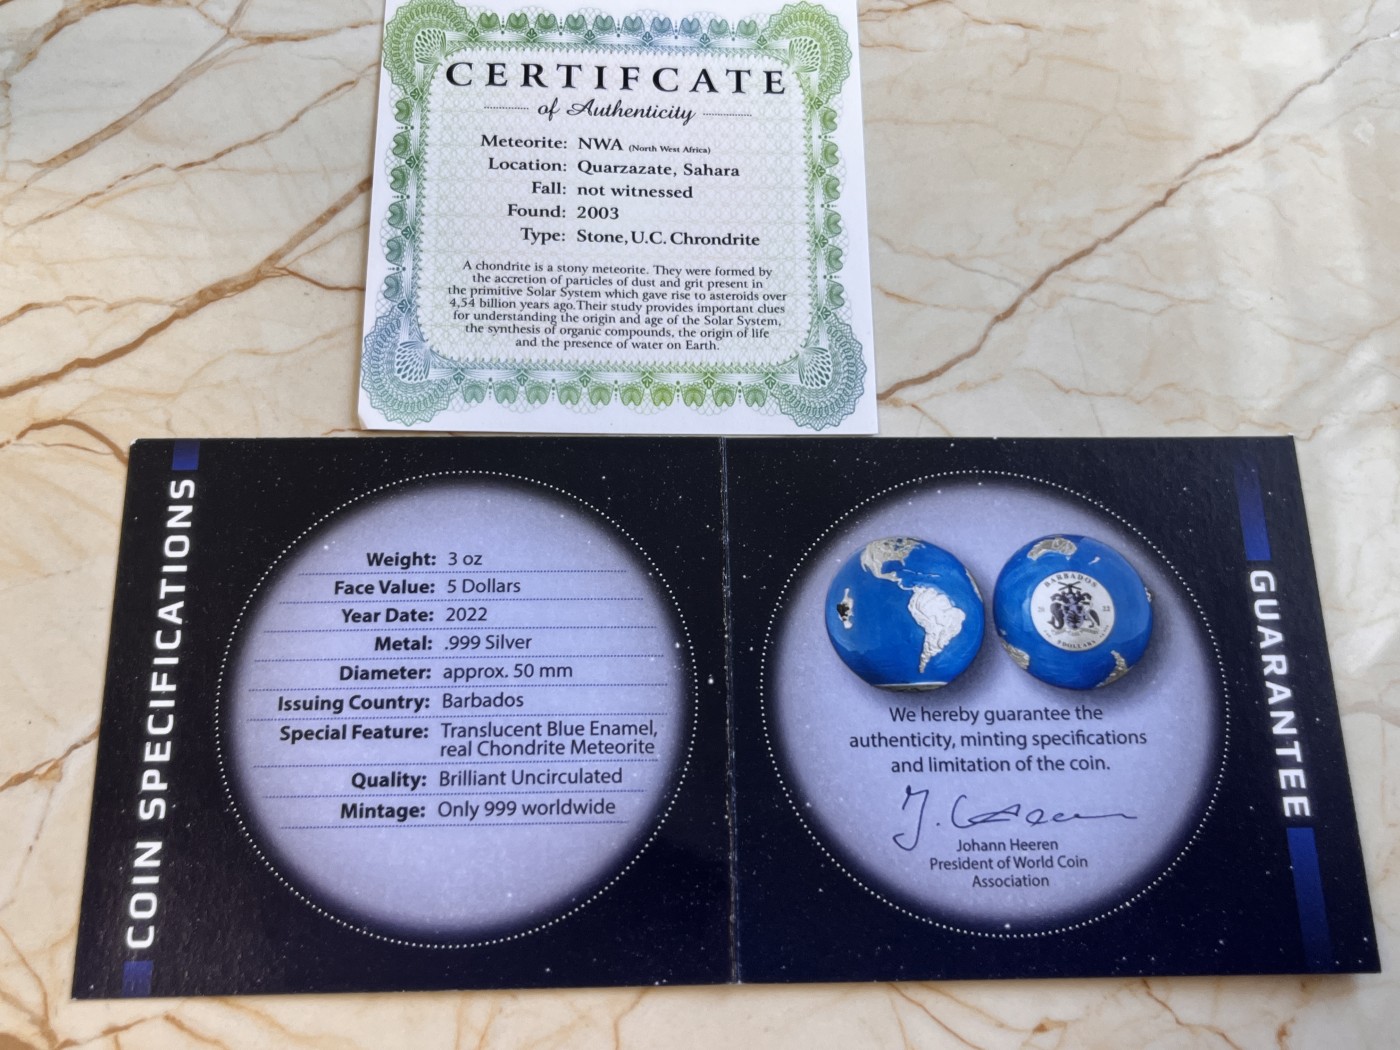 CERTIFCATE
of Authenticity
Meteorite: NWA (North West Africa)
Location: Quarzazate, Sahara
Fall: not witnessed
Found: 2003
Type: Stone, U.C. Chrondrite
A chondrite is a stony meteorite. They were formed by
the accretion of particles of dust and grit present in
the primitive Solar System which gave rise to asteroids over
4,54 billion years ago.Their study provides important clues
for understanding the origin and age of the Solar System,
the synthesis of organic compounds, the origin of life
and the presence of water on Earth.
COIN SPECIFICATIONS
Weight: 3 oz
Face Value: 5 Dollars
Year Date: 2022
Metal: .999 Silver
Diameter: approx. 50 mm
Issuing Country: Barbados
Special Feature: Translucent Blue Enamel,
real Chondrite Meteorite
Quality: Brilliant Uncirculated
Mintage: Only 999 worldwide
BARBADOS
20 22
5 DOLLARS
We hereby guarantee the
authenticity, minting specifications
and limitation of the coin.
Johann Heeren
President of World Coin
Association
GUARANTEE